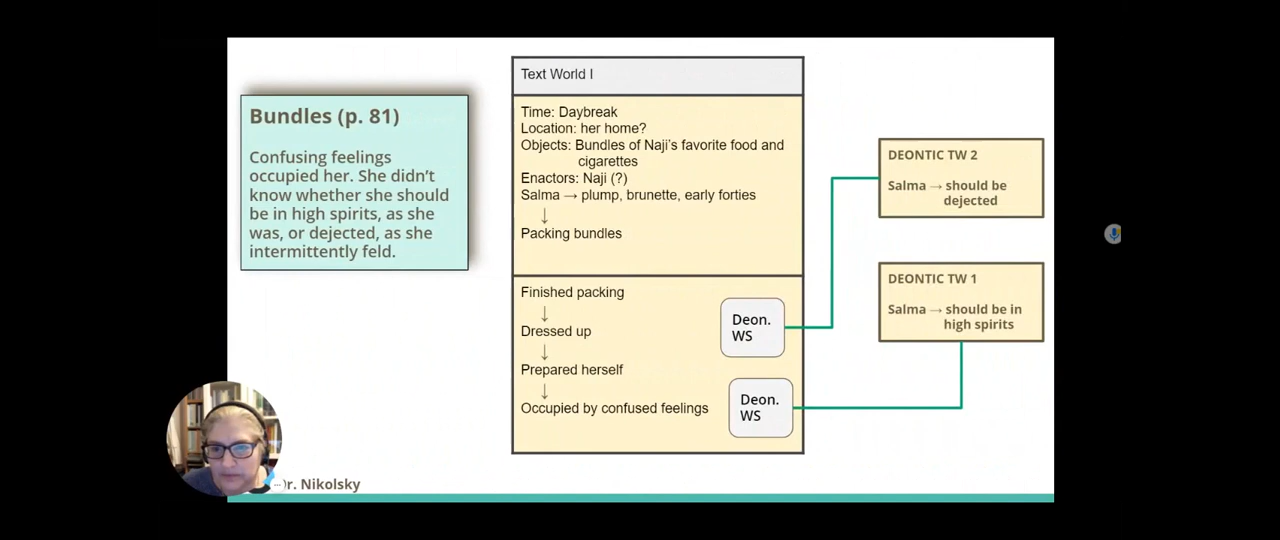 Bundles (p. 81)
Confusing feelings
occupied her. She didn't
know whether she should
be in high spirits, as she
was, or dejected, as she
intermittently feld.
Text World I
Time: Daybreak
Location: her home?
Objects: Bundles of Naji's favorite food and
cigarettes
Enactors: Naji (?)
Salma → plump, brunette, early forties
↓
Packing bundles
Finished packing
↓
Dressed up
↓
Prepared herself
↓
Occupied by confused feelings
Deon.
WS
Deon.
WS
DEONTIC TW 2
Salma → should be
dejected
DEONTIC TW 1
Salma → should be in
high spirits
r. Nikolsky